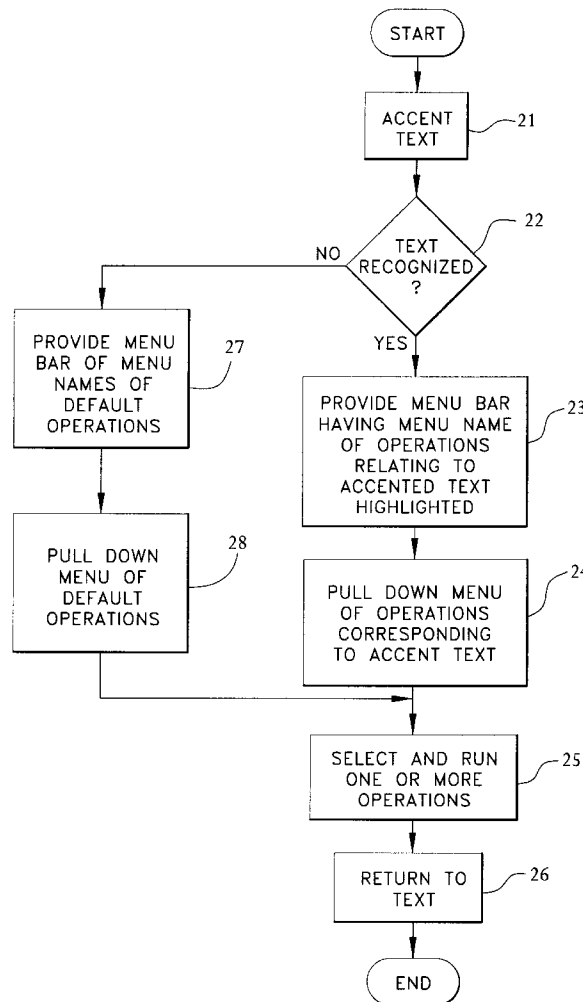 START
ACCENT
TEXT
21
22
TEXT
RECOGNIZED
?
NO
YES
PROVIDE MENU
BAR OF MENU
NAMES OF
DEFAULT
OPERATIONS
27
PROVIDE MENU BAR
HAVING MENU NAME
OF OPERATIONS
RELATING TO
ACCENTED TEXT
HIGHLIGHTED
23
PULL DOWN
MENU OF
DEFAULT
OPERATIONS
28
PULL DOWN MENU
OF OPERATIONS
CORRESPONDING
TO ACCENT TEXT
24
SELECT AND RUN
ONE OR MORE
OPERATIONS
25
RETURN TO
TEXT
26
END